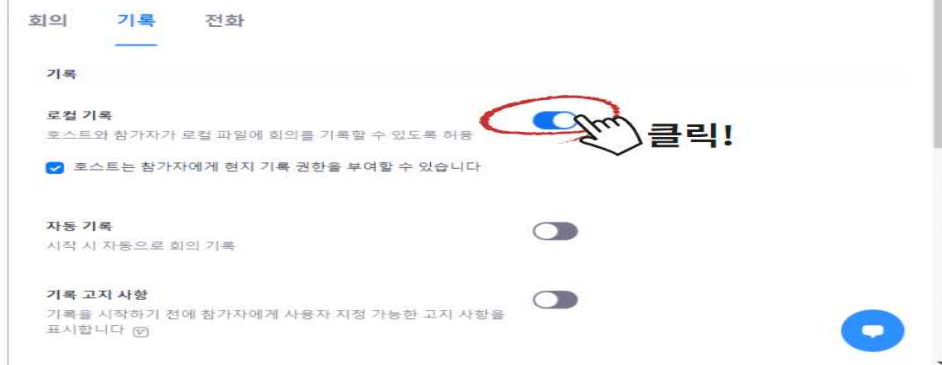 회의 기록 전화
기록
로컬 기록
호스트와 참가자가 로컬 파일에 회의를 기록할 수 있도록 허용
클릭!
호스트는 참가자에게 현지 기록 권한을 부여할 수 있습니다
자동 기록
시작 시 자동으로 회의 기록
기록 고지 사항
기록을 시작하기 전에 참가자에게 사용자 지정 가능한 고지 사항을
표시합니다